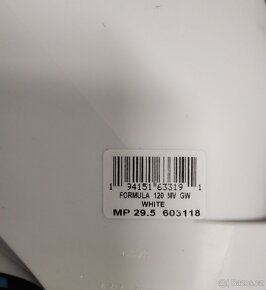 1 94151 63319 1
FORMULA 120 MV GW
WHITE
MP 29.5 603118